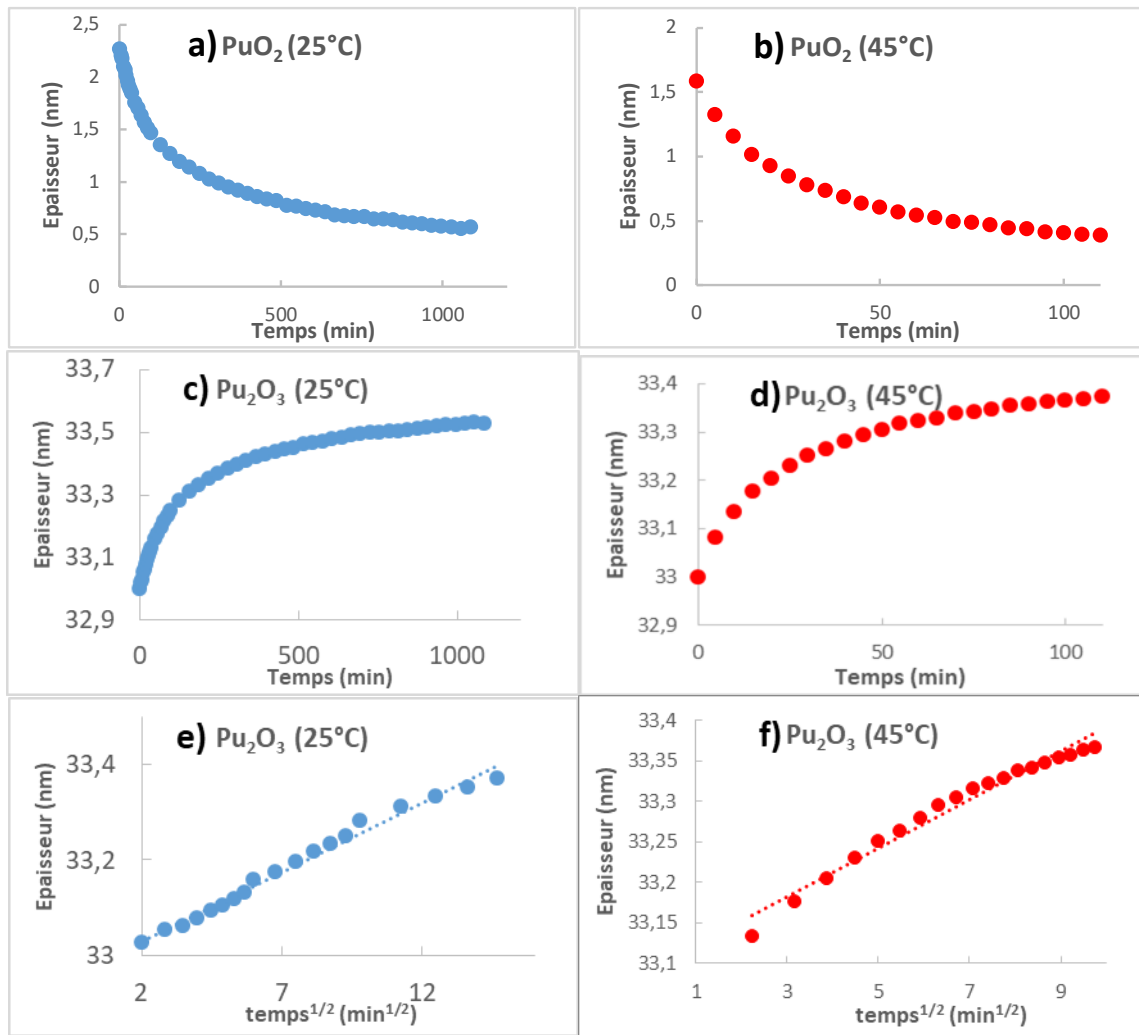 a) PuO₂ (25°C)
Epaisseur (nm)
2,5
2
1,5
1
0,5
0
0 500 1000
Temps (min)
b) PuO₂ (45°C)
Epaisseur (nm)
2
1,5
1
0,5
0
0 50 100
Temps (min)
c) Pu₂O₃ (25°C)
Epaisseur (nm)
33,7
33,5
33,3
33,1
32,9
0 500 1000
Temps (min)
d) Pu₂O₃ (45°C)
Epaisseur (nm)
33,4
33,3
33,2
33,1
33
32,9
0 50 100
Temps (min)
e) Pu₂O₃ (25°C)
Epaisseur (nm)
33,4
33,2
33
2 7 12
temps¹/² (min¹/²)
f) Pu₂O₃ (45°C)
Epaisseur (nm)
33,4
33,35
33,3
33,25
33,2
33,15
33,1
1 3 5 7 9
temps¹/² (min¹/²)